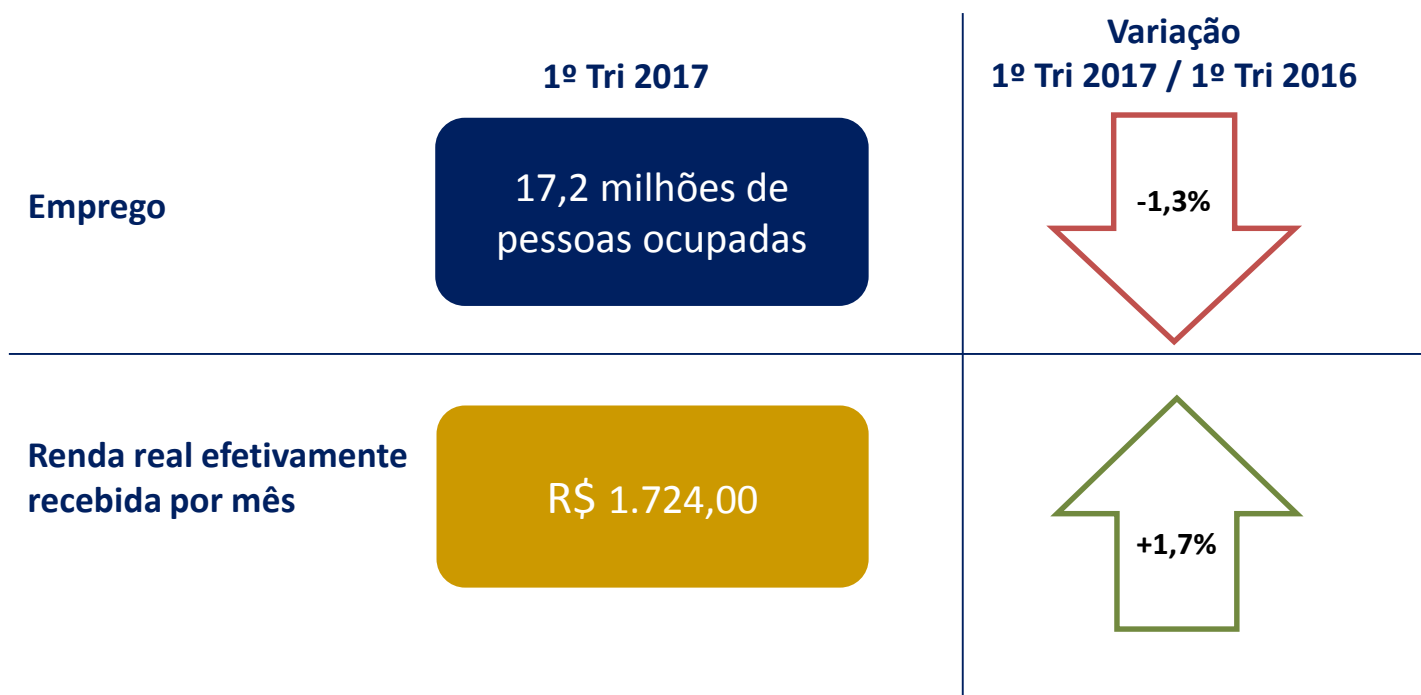 1º Tri 2017
Variação
1º Tri 2017 / 1º Tri 2016
Emprego
17,2 milhões de
pessoas ocupadas
-1,3%
Renda real efetivamente
recebida por mês
R$ 1.724,00
+1,7%